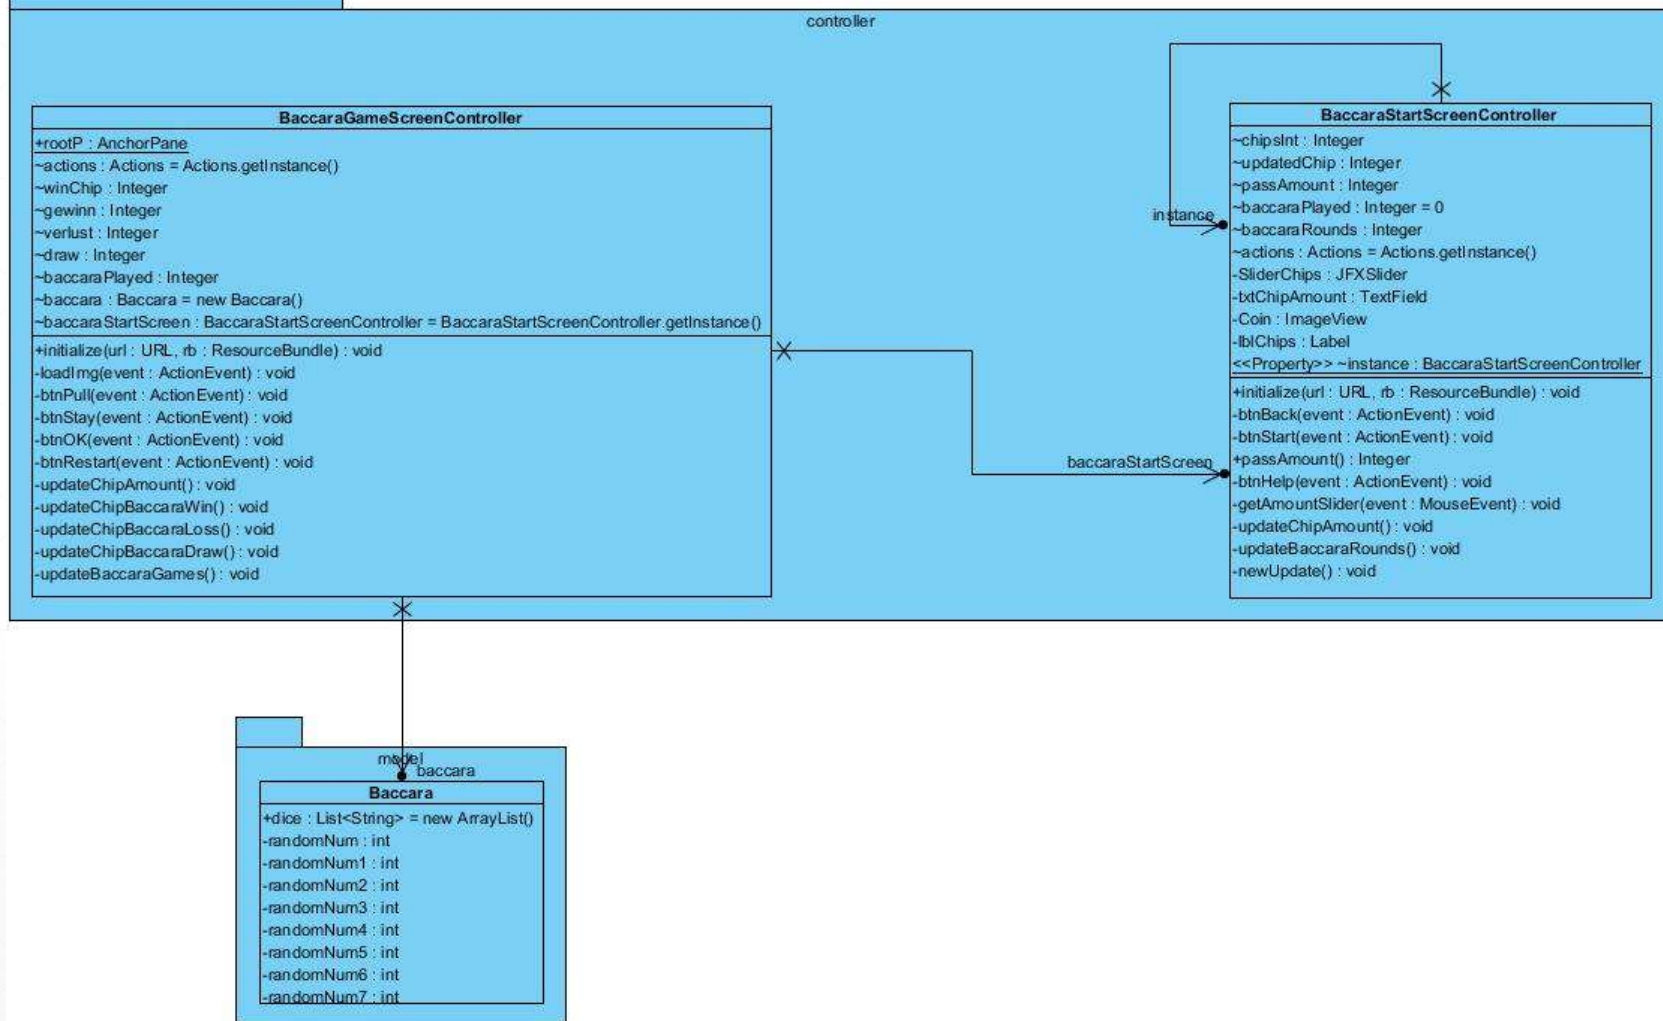 controller
BaccaraGameScreenController
+rootP : AnchorPane
~actions : Actions = Actions.getInstance()
~winChip : Integer
~gewinn : Integer
~verlust : Integer
~draw : Integer
~baccaraPlayed : Integer
~baccara : Baccara = new Baccara()
~baccaraStartScreen : BaccaraStartScreenController = BaccaraStartScreenController.getInstance()
+initialize(url : URL, rb : ResourceBundle) : void
-loadImg(event : ActionEvent) : void
-btnPull(event : ActionEvent) : void
-btnStay(event : ActionEvent) : void
-btnOK(event : ActionEvent) : void
-btnRestart(event : ActionEvent) : void
-updateChipAmount() : void
-updateChipBaccaraWin() : void
-updateChipBaccaraLoss() : void
-updateChipBaccaraDraw() : void
-updateBaccaraGames() : void
instance
baccaraStartScreen
BaccaraStartScreenController
~chipsInt : Integer
~updatedChip : Integer
~passAmount : Integer
~baccaraPlayed : Integer = 0
~baccaraRounds : Integer
~actions : Actions = Actions.getInstance()
-SliderChips : JFXSlider
-txtChipAmount : TextField
-Coin : ImageView
-lblChips : Label
<<Property>> ~instance : BaccaraStartScreenController
+initialize(url : URL, rb : ResourceBundle) : void
-btnBack(event : ActionEvent) : void
-btnStart(event : ActionEvent) : void
+passAmount() : Integer
-btnHelp(event : ActionEvent) : void
-getAmountSlider(event : MouseEvent) : void
-updateChipAmount() : void
-updateBaccaraRounds() : void
-newUpdate() : void
model
baccara
Baccara
+dice : List<String> = new ArrayList()
-randomNum : int
-randomNum1 : int
-randomNum2 : int
-randomNum3 : int
-randomNum4 : int
-randomNum5 : int
-randomNum6 : int
-randomNum7 : int